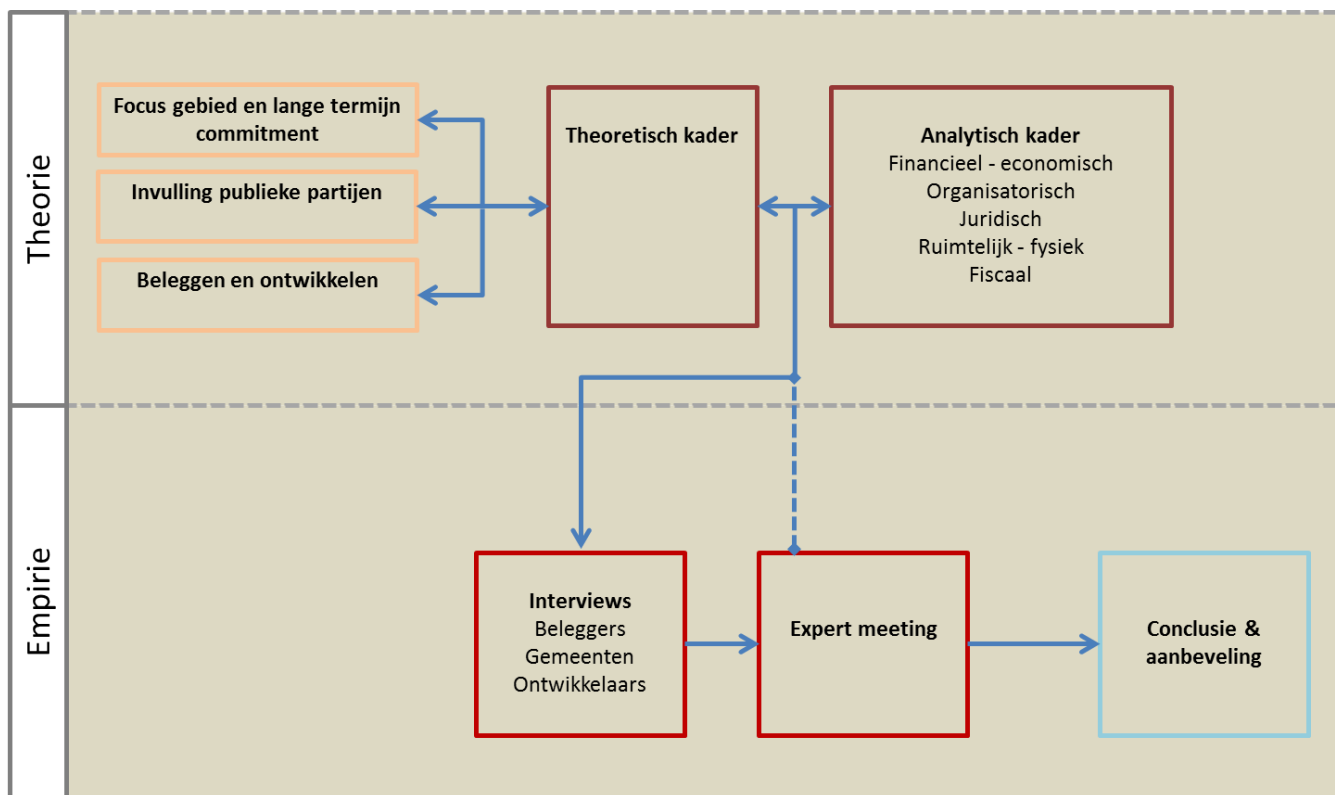 Theorie
Focus gebied en lange termijn
commitment
Invulling publieke partijen
Beleggen en ontwikkelen
Theoretisch kader
Analytisch kader
Financieel - economisch
Organisatorisch
Juridisch
Ruimtelijk - fysiek
Fiscaal
Empirie
Interviews
Beleggers
Gemeenten
Ontwikkelaars
Expert meeting
Conclusie &
aanbeveling